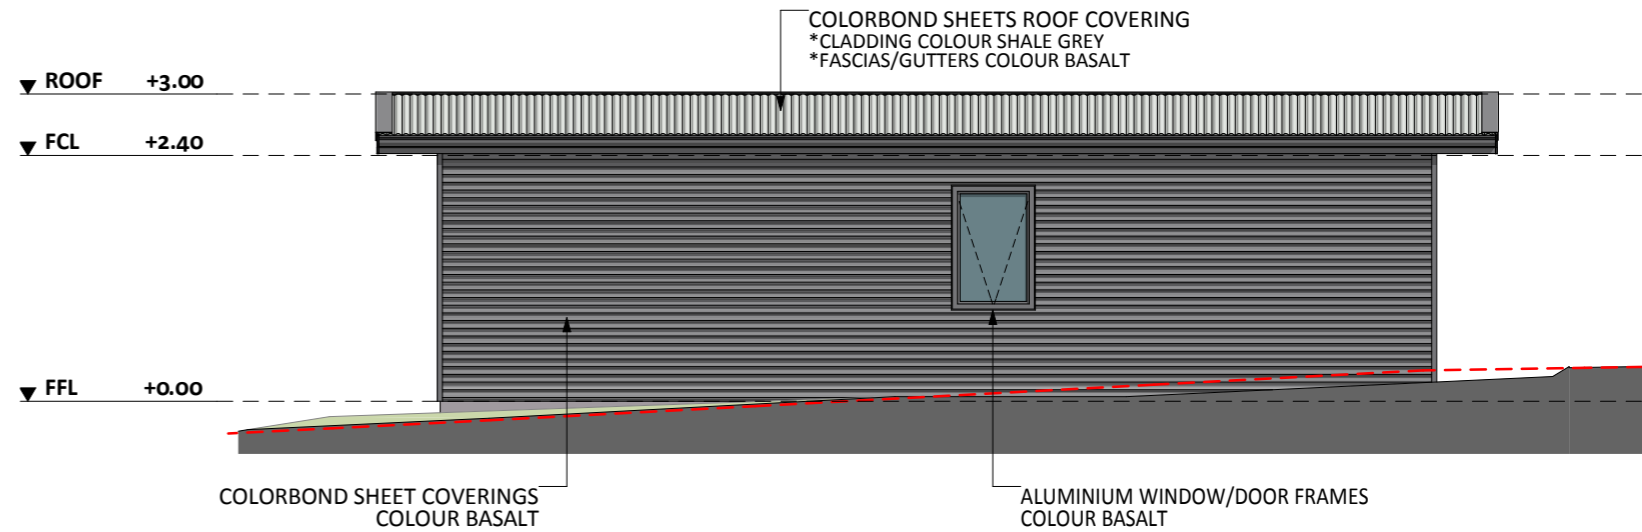 COLORBOND SHEETS ROOF COVERING
*CLADDING COLOUR SHALE GREY
*FASCIAS/GUTTERS COLOUR BASALT
ROOF +3.00
FCL +2.40
FFL +0.00
COLORBOND SHEET COVERINGS
COLOUR BASALT
ALUMINIUM WINDOW/DOOR FRAMES
COLOUR BASALT